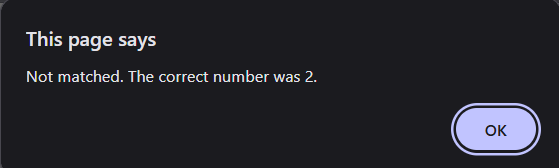 This page says
Not matched. The correct number was 2.
OK